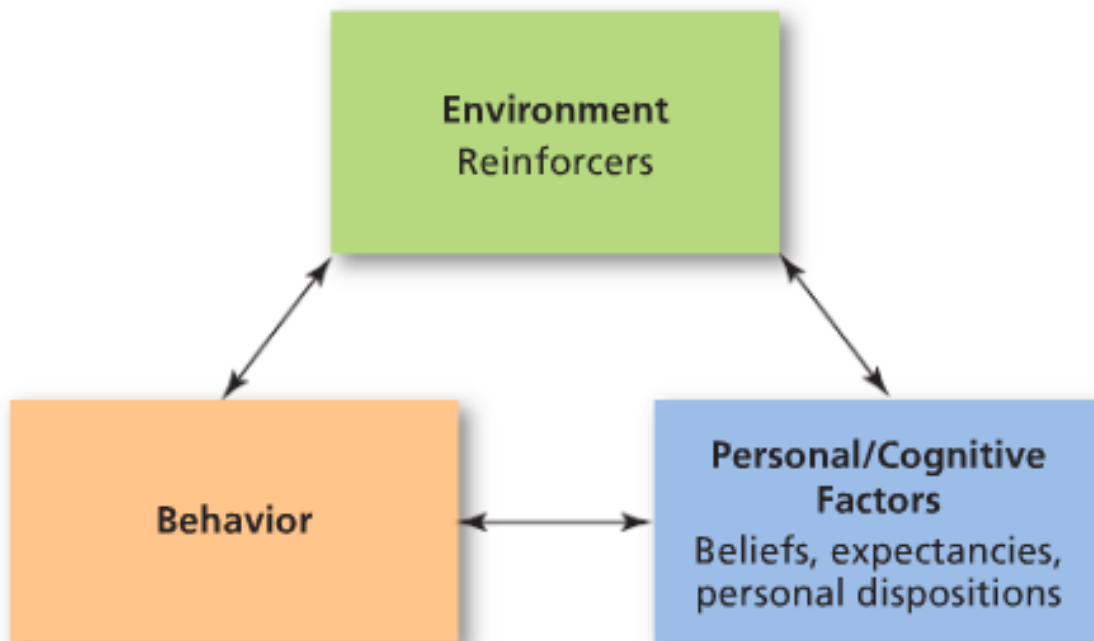 Environment
Reinforcers
Behavior
Personal/Cognitive
Factors
Beliefs, expectancies,
personal dispositions